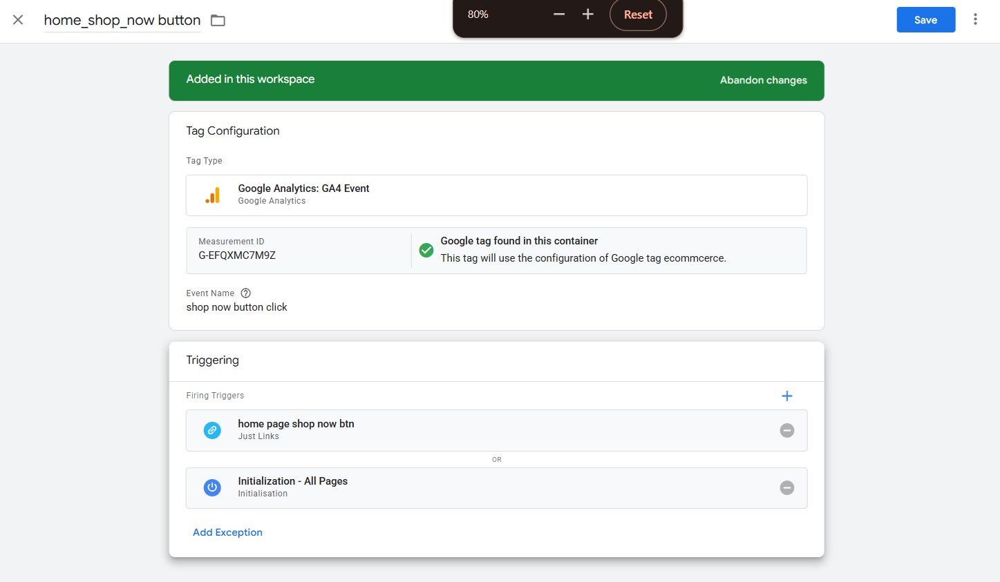 home_shop_now button
80%
Reset
Save
Added in this workspace
Abandon changes
Tag Configuration
Tag Type
Google Analytics: GA4 Event
Google Analytics
Measurement ID
G-EFQXMC7M9Z
Google tag found in this container
This tag will use the configuration of Google tag ecommcerce.
Event Name
shop now button click
Triggering
Firing Triggers
home page shop now btn
Just Links
OR
Initialization - All Pages
Initialisation
Add Exception